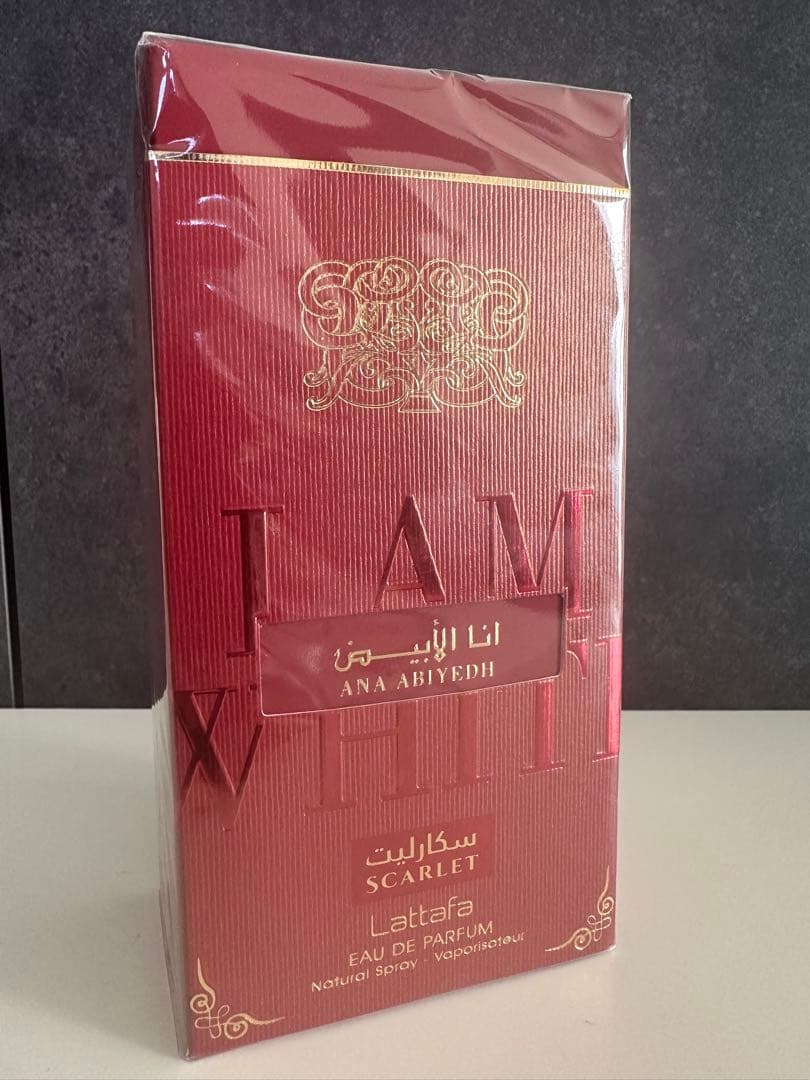 I AM
انا الأبيض
ANA ABIYEDH
WHITE
سكارليت
SCARLET
Lattafa
EAU DE PARFUM
Natural Spray - Vaporisateur